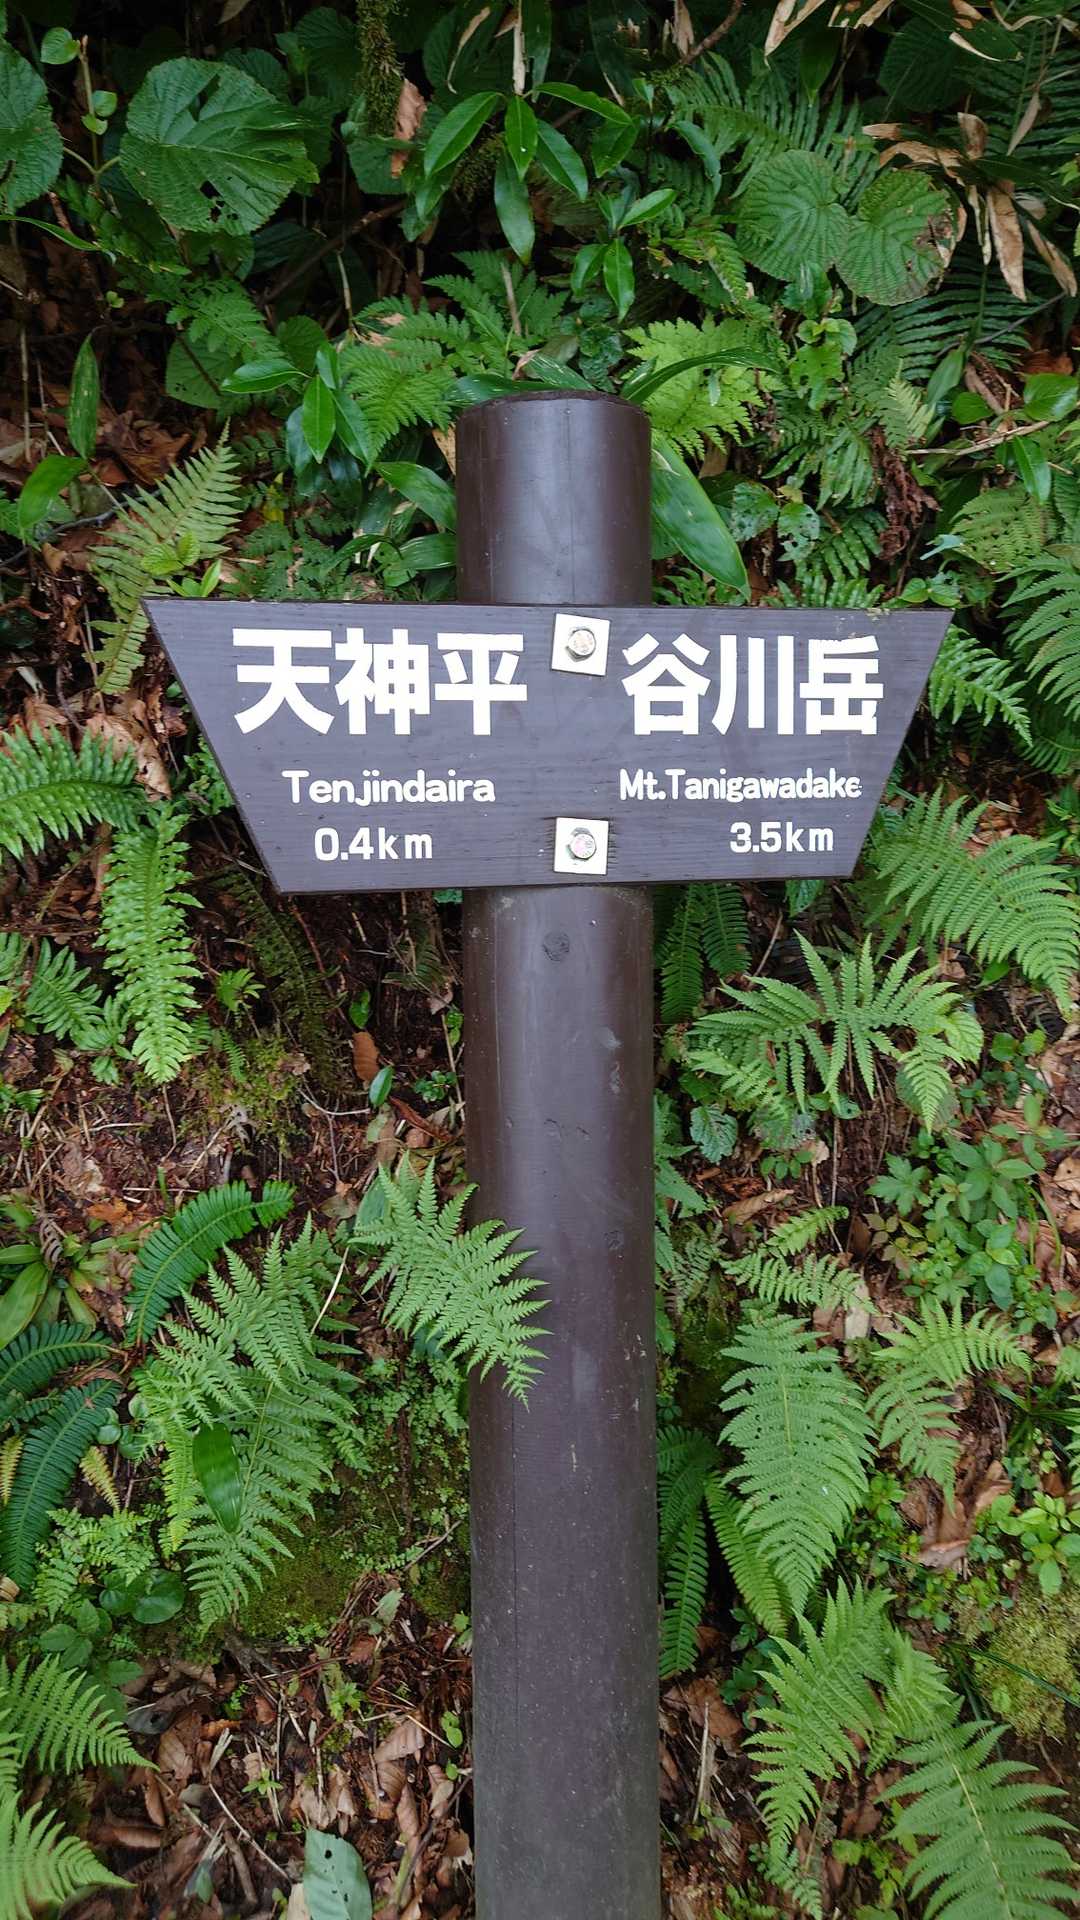 天神平
Tenjindaira
0.4km
谷川岳
Mt.Tanigawadake
3.5km